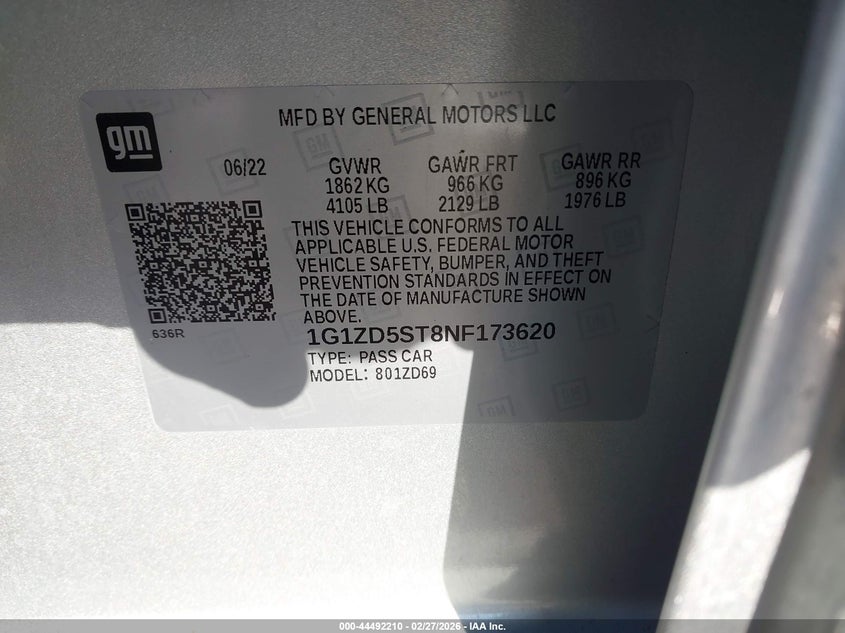 MFD BY GENERAL MOTORS LLC
gm
06/22 GVWR GAWR FRT GAWR RR
1862 KG 966 KG 896 KG
4105 LB 2129 LB 1976 LB
THIS VEHICLE CONFORMS TO ALL
APPLICABLE U.S. FEDERAL MOTOR
VEHICLE SAFETY, BUMPER, AND THEFT
PREVENTION STANDARDS IN EFFECT ON
THE DATE OF MANUFACTURE SHOWN
ABOVE.
636R
1G1ZD5ST8NF173620
TYPE: PASS CAR
MODEL: 801ZD69
000-44492210 - 02/27/2026 - IAA Inc.